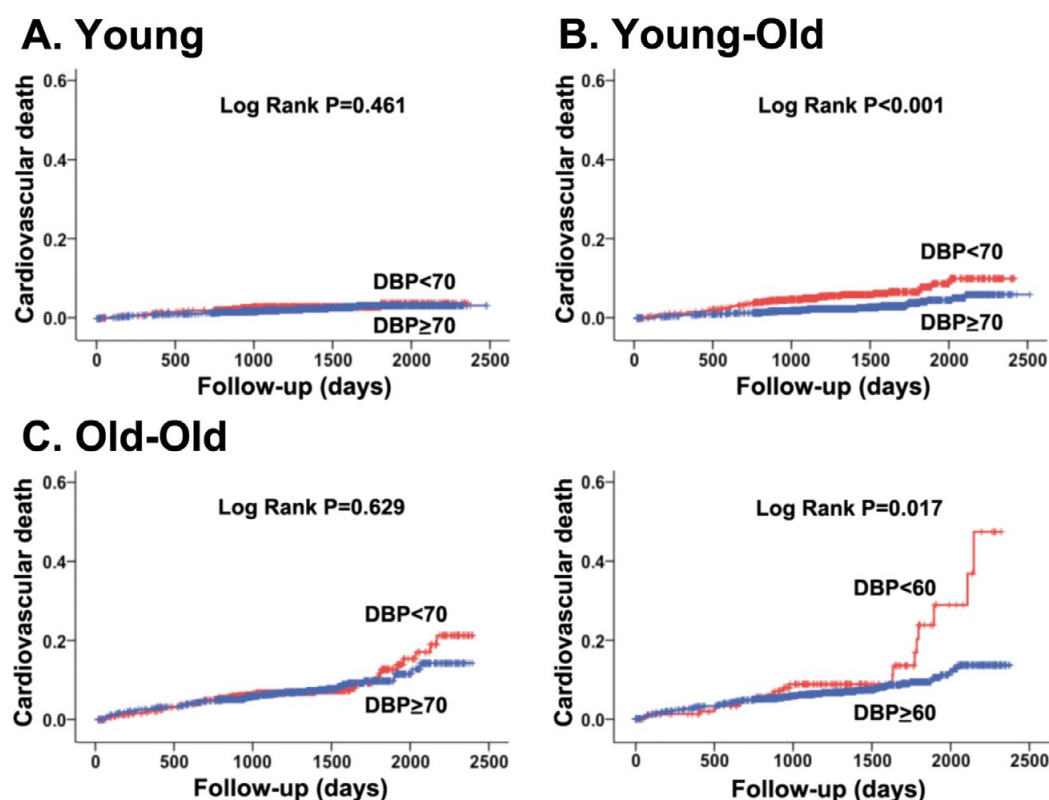 A. Young
Cardiovascular death
0.6
0.4
0.2
0.0
Log Rank P=0.461
DBP<70
DBP≥70
0 500 1000 1500 2000 2500
Follow-up (days)
B. Young-Old
Cardiovascular death
0.6
0.4
0.2
0.0
Log Rank P<0.001
DBP<70
DBP≥70
0 500 1000 1500 2000 2500
Follow-up (days)
C. Old-Old
Cardiovascular death
0.6
0.4
0.2
0.0
Log Rank P=0.629
DBP<70
DBP≥70
0 500 1000 1500 2000 2500
Follow-up (days)
Cardiovascular death
0.6
0.4
0.2
0.0
Log Rank P=0.017
DBP<60
DBP≥60
0 500 1000 1500 2000 2500
Follow-up (days)